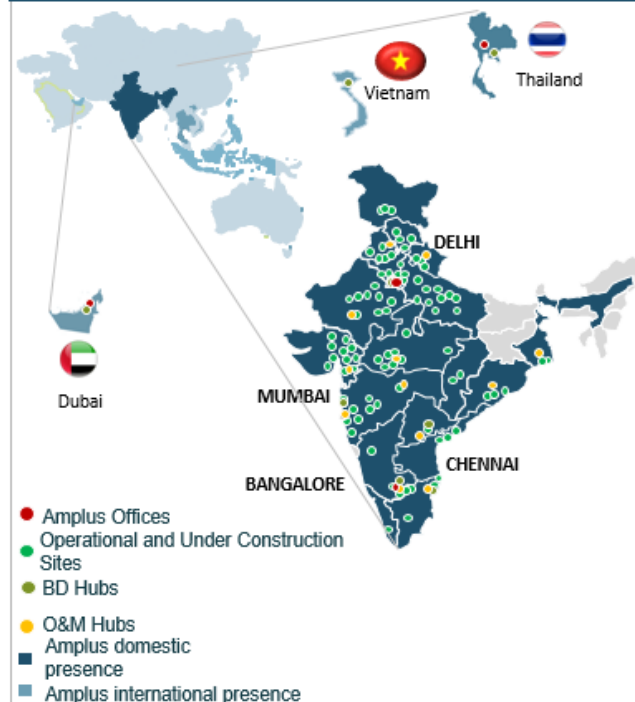 Thailand
Vietnam
DELHI
Dubai
MUMBAI
CHENNAI
BANGALORE
Amplus Offices
Operational and Under Construction
Sites
BD Hubs
O&M Hubs
Amplus domestic
presence
Amplus international presence